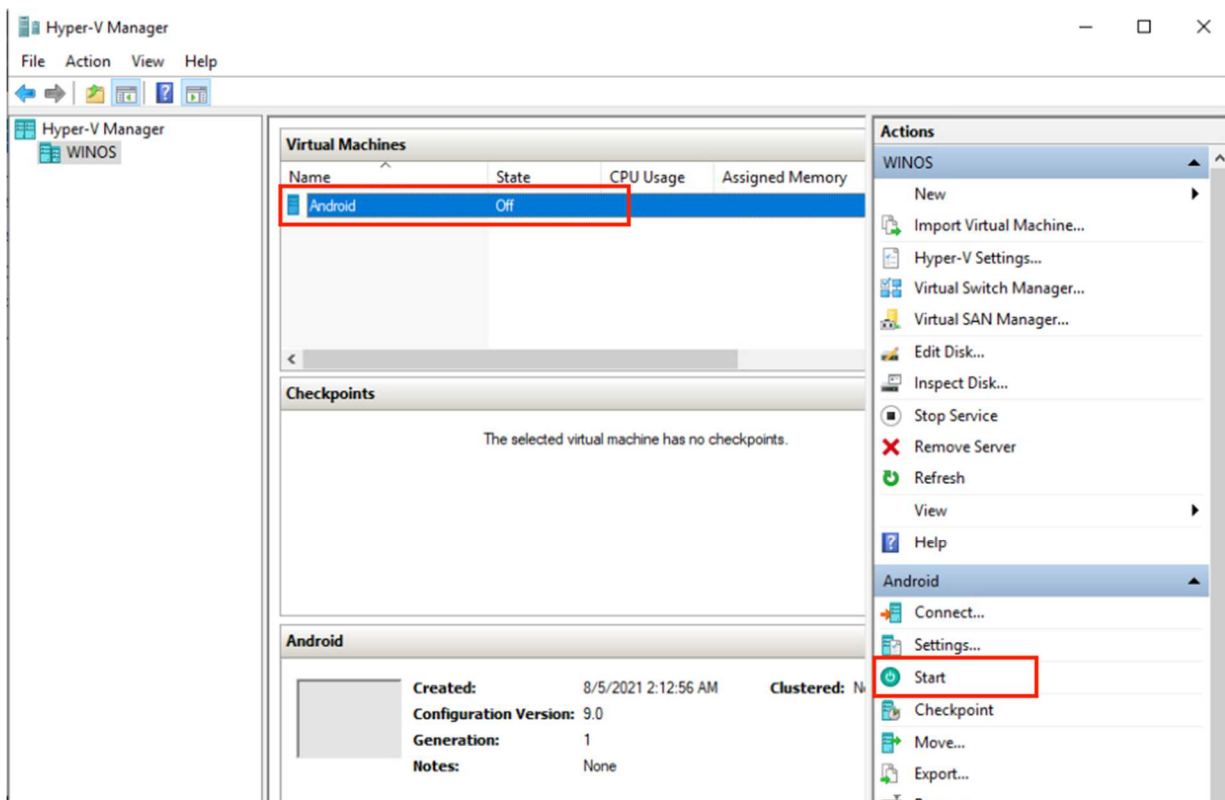 Hyper-V Manager
File Action View Help
Hyper-V Manager
WINOS
Virtual Machines
Name State CPU Usage Assigned Memory
Android Off
Checkpoints
The selected virtual machine has no checkpoints.
Android
Created: 8/5/2021 2:12:56 AM Clustered:
Configuration Version: 9.0
Generation: 1
Notes: None
Actions
WINOS
New
Import Virtual Machine...
Hyper-V Settings...
Virtual Switch Manager...
Virtual SAN Manager...
Edit Disk...
Inspect Disk...
Stop Service
Remove Server
Refresh
View
Help
Android
Connect...
Settings...
Start
Checkpoint
Move...
Export...